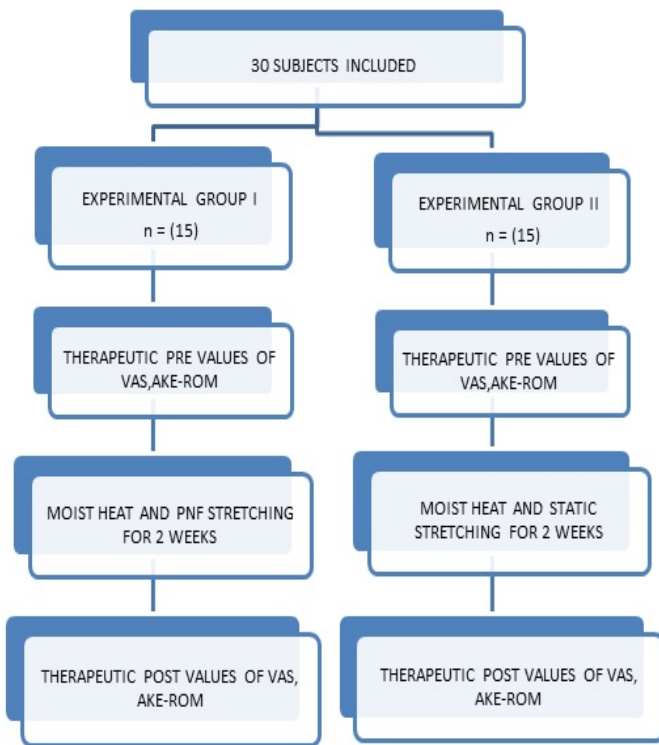 30 SUBJECTS INCLUDED
EXPERIMENTAL GROUP I
n = (15)
EXPERIMENTAL GROUP II
n = (15)
THERAPEUTIC PRE VALUES OF
VAS,AKE-ROM
THERAPEUTIC PRE VALUES OF
VAS,AKE-ROM
MOIST HEAT AND PNF STRETCHING
FOR 2 WEEKS
MOIST HEAT AND STATIC
STRETCHING FOR 2 WEEKS
THERAPEUTIC POST VALUES OF VAS,
AKE-ROM
THERAPEUTIC POST VALUES OF VAS,
AKE-ROM